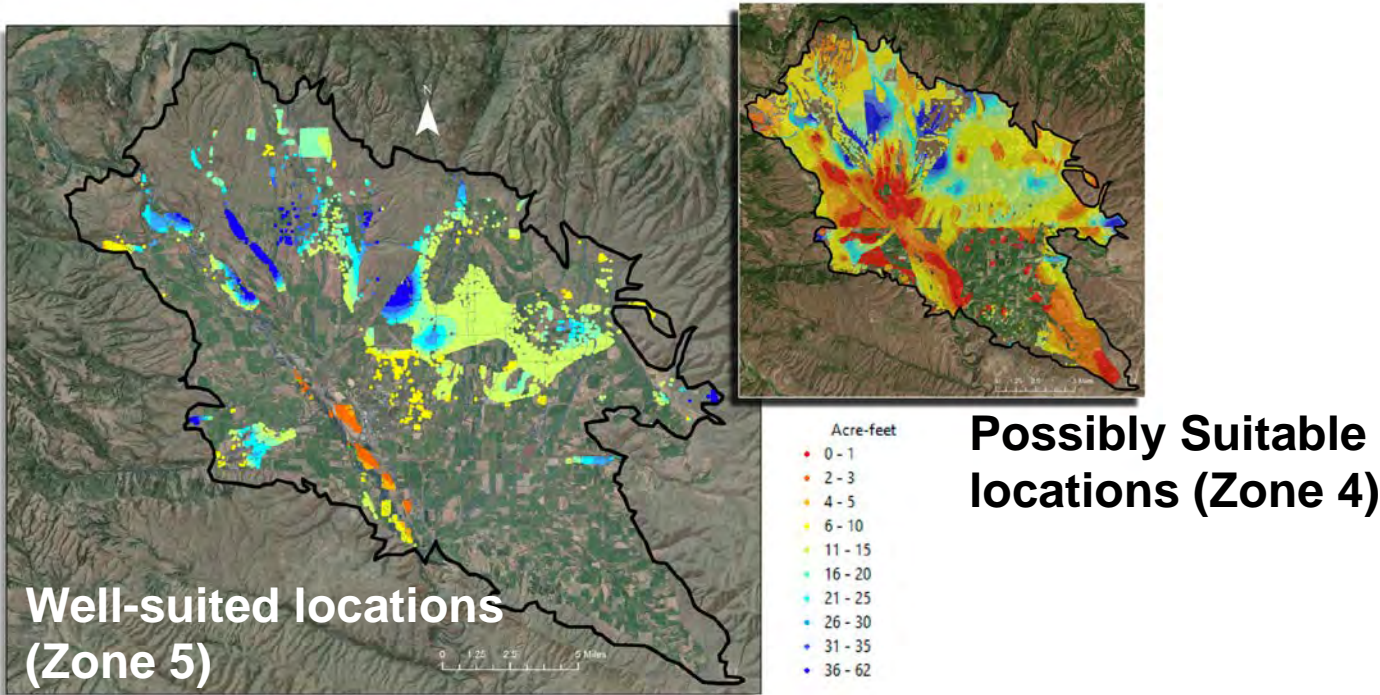 N
Well-suited locations
(Zone 5)
0 1.25 2.5 5 Miles
Acre-feet
0 - 1
2 - 3
4 - 5
6 - 10
11 - 15
16 - 20
21 - 25
26 - 30
31 - 35
36 - 62
Possibly Suitable
locations (Zone 4)